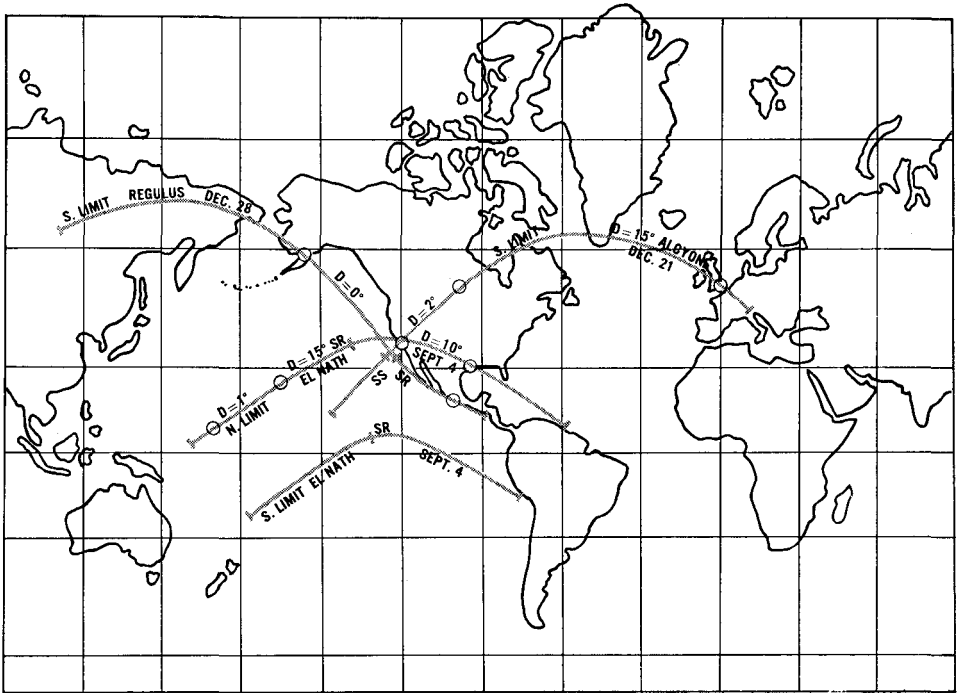 S. LIMIT REGULUS DEC. 28
D = 0°
D = 2°
S. LIMIT
D = 15° ALCYONE
DEC. 21
D = 1°
N. LIMIT
D = 15° SR
EL NATH
D = 10°
SEPT. 4
SS
SR
SR
S. LIMIT EL NATH
SEPT. 4